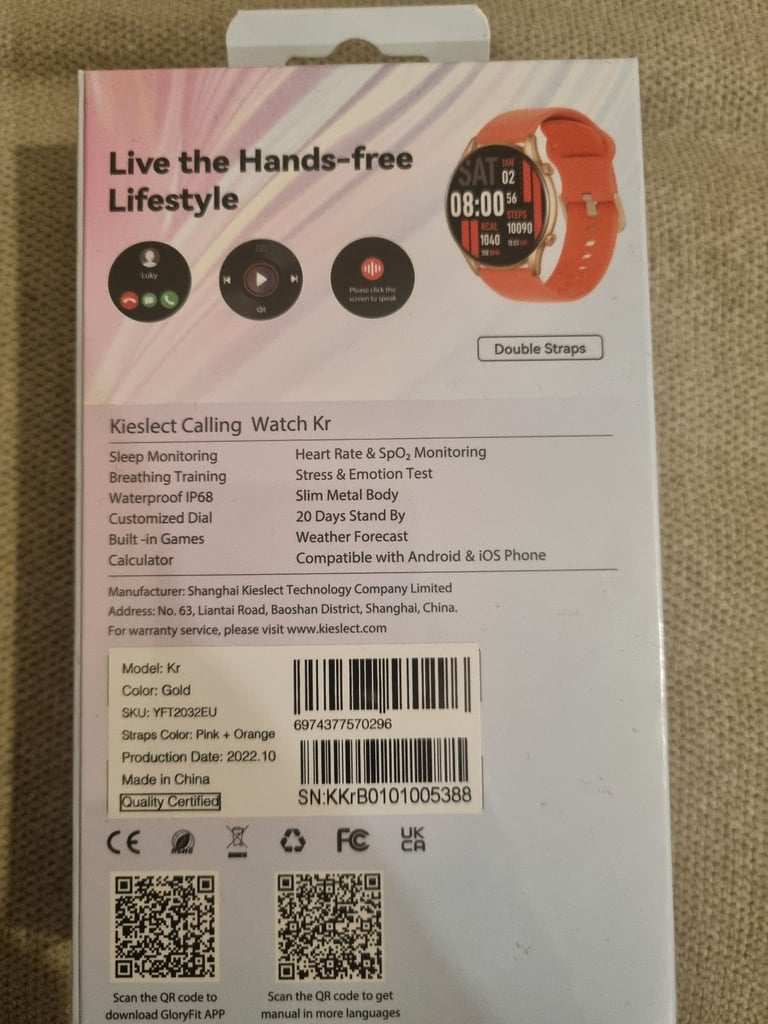 Live the Hands-free
Lifestyle
SAT
JAN
02
08:00
56
STEPS
10090
KCAL
1040
Luky
Please click the
screen to speak
Double Straps
Kieslect Calling Watch Kr
Sleep Monitoring
Heart Rate & SpO₂ Monitoring
Breathing Training
Stress & Emotion Test
Waterproof IP68
Slim Metal Body
Customized Dial
20 Days Stand By
Built -in Games
Weather Forecast
Calculator
Compatible with Android & iOS Phone
Manufacturer: Shanghai Kieslect Technology Company Limited
Address: No. 63, Liantai Road, Baoshan District, Shanghai, China.
For warranty service, please visit www.kieslect.com
Model: Kr
Color: Gold
SKU: YFT2032EU
Straps Color: Pink + Orange
Production Date: 2022.10
Made in China
Quality Certified
6974377570296
SN:KKrB0101005388
CE
RoHS
FC
UK
CA
Scan the QR code to
download GloryFit APP
Scan the QR code to get
manual in more languages